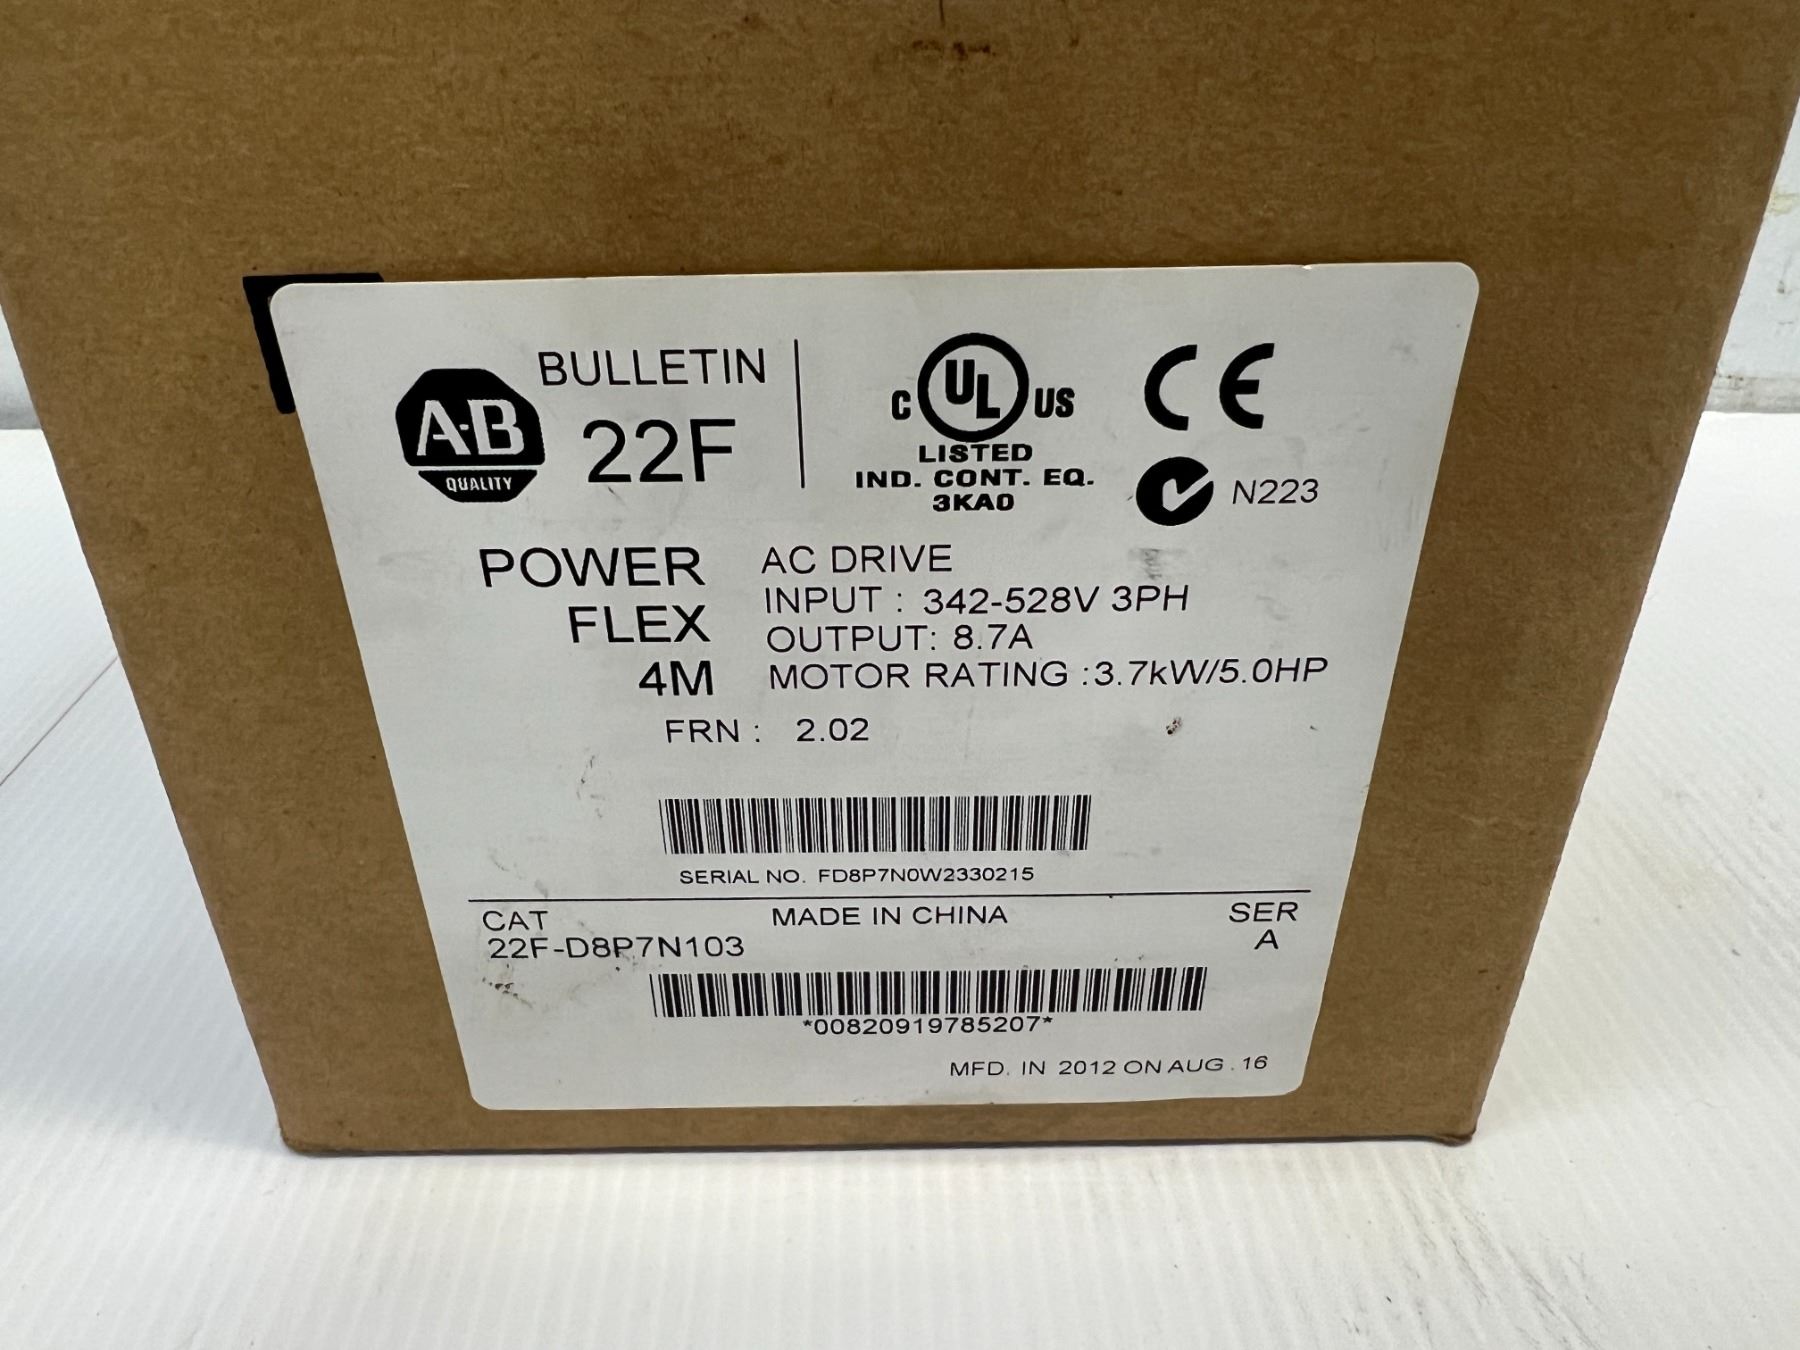 A-B
QUALITY
BULLETIN
22F
C UL US
LISTED
IND. CONT. EQ.
3KA0
CE
N223
POWER
FLEX
4M
AC DRIVE
INPUT : 342-528V 3PH
OUTPUT: 8.7A
MOTOR RATING :3.7kW/5.0HP
FRN : 2.02
SERIAL NO. FD8P7N0W2330215
CAT
22F-D8P7N103
MADE IN CHINA
SER
A
*00820919785207*
MFD. IN 2012 ON AUG . 16